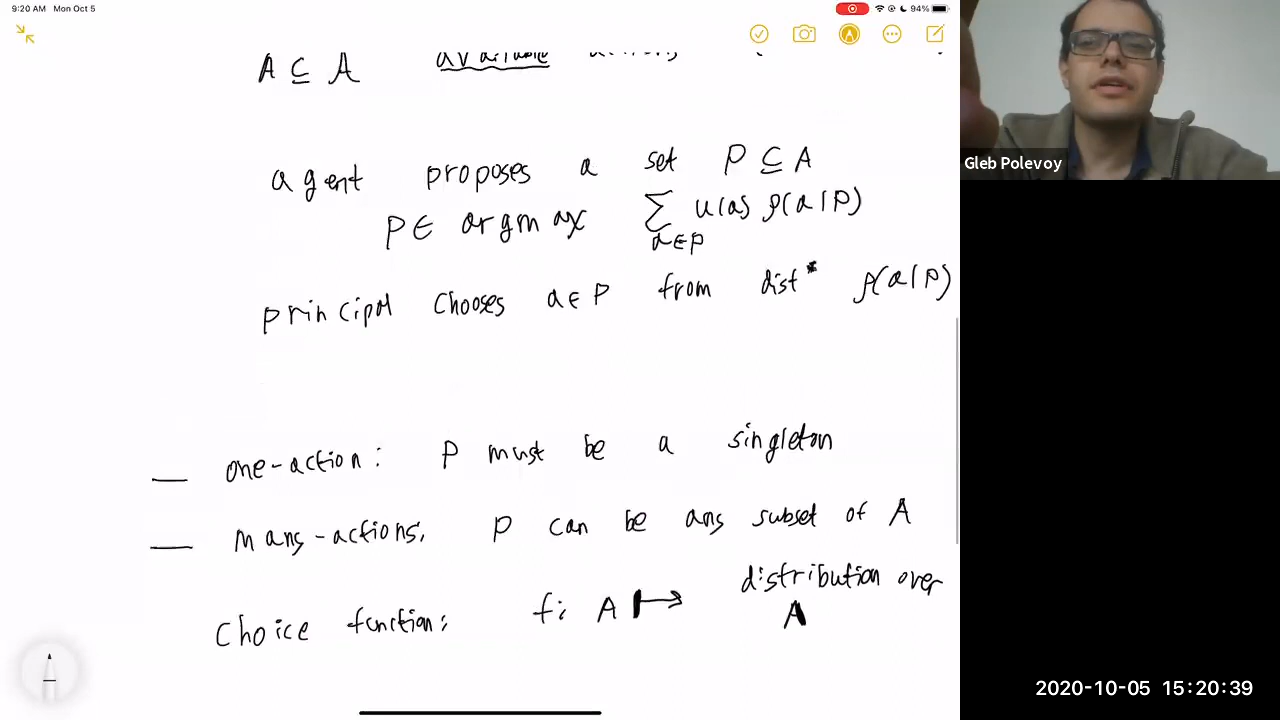 9:20 AM Mon Oct 5
94%
A ⊆ 𝒜 available actions
agent proposes a set P ⊆ A
P ∈ argmax ∑ u(a) ρ(a|P)
a∈P
principal chooses a∈P from dist* ρ(a|P)
— one-action: P must be a singleton
— many-actions: P can be any subset of A
distribution over
Choice function: f: A ↦ A
Gleb Polevoy
2020-10-05 15:20:39